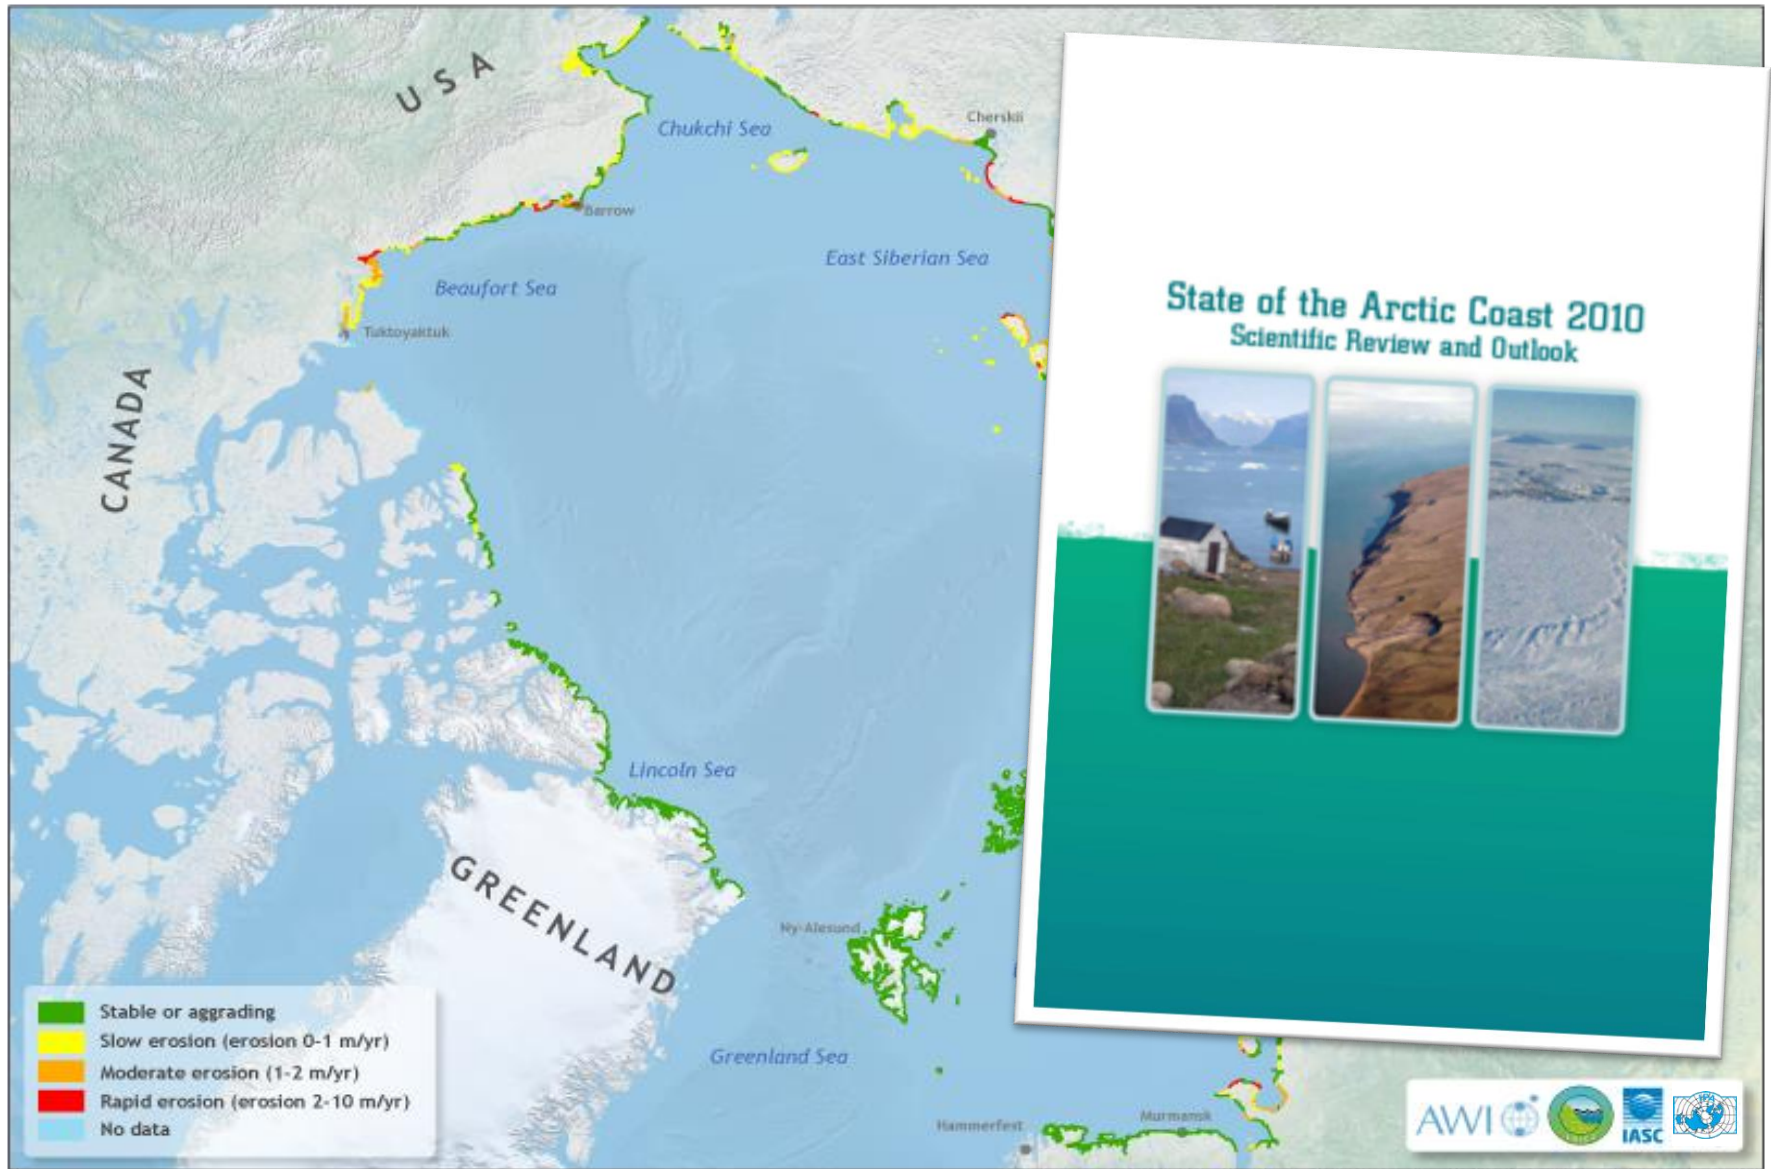 USA
Chukchi Sea
Cherskii
Barrow
East Siberian Sea
Beaufort Sea
Tuktoyaktuk
CANADA
Lincoln Sea
GREENLAND
Ny-Alesund
Greenland Sea
Hammerfest
Murmansk
Stable or aggrading
Slow erosion (erosion 0-1 m/yr)
Moderate erosion (1-2 m/yr)
Rapid erosion (erosion 2-10 m/yr)
No data
State of the Arctic Coast 2010
Scientific Review and Outlook
AWI
IASC
IPA